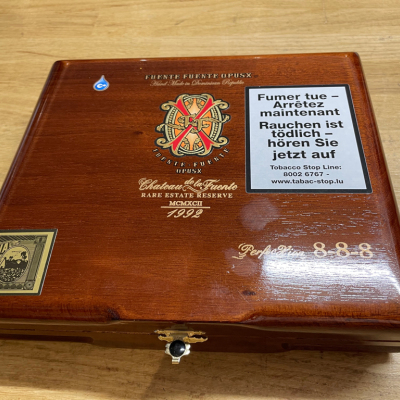 FUENTE FUENTE OPUSX
Hand Made in Dominican Republic
FUENTE FUENTE
OPUSX
Chateau de la Fuente
RARE ESTATE RESERVE
MCMXCII
1992
PerfecXion 8-8-8
Fumer tue –
Arrêtez
maintenant
Rauchen ist
tödlich –
hören Sie
jetzt auf
Tobacco Stop Line:
8002 6767 -
www.tabac-stop.lu